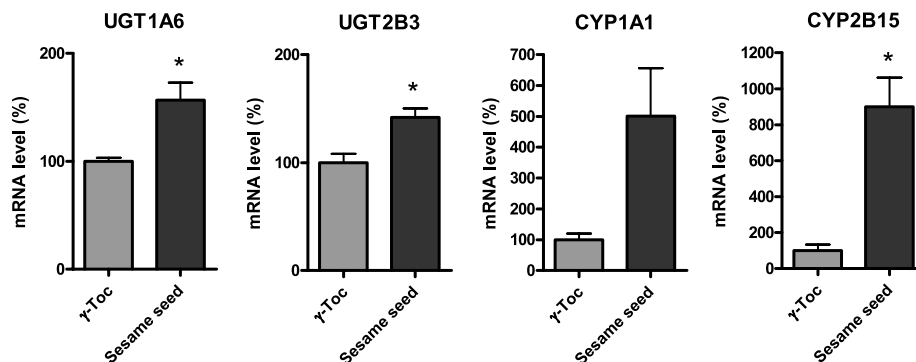 UGT1A6
mRNA level (%)
200
100
0
*
γ-Toc
Sesame seed
UGT2B3
mRNA level (%)
200
100
0
*
γ-Toc
Sesame seed
CYP1A1
mRNA level (%)
700
600
500
400
300
200
100
0
γ-Toc
Sesame seed
CYP2B15
mRNA level (%)
1200
1000
800
600
400
200
0
*
γ-Toc
Sesame seed